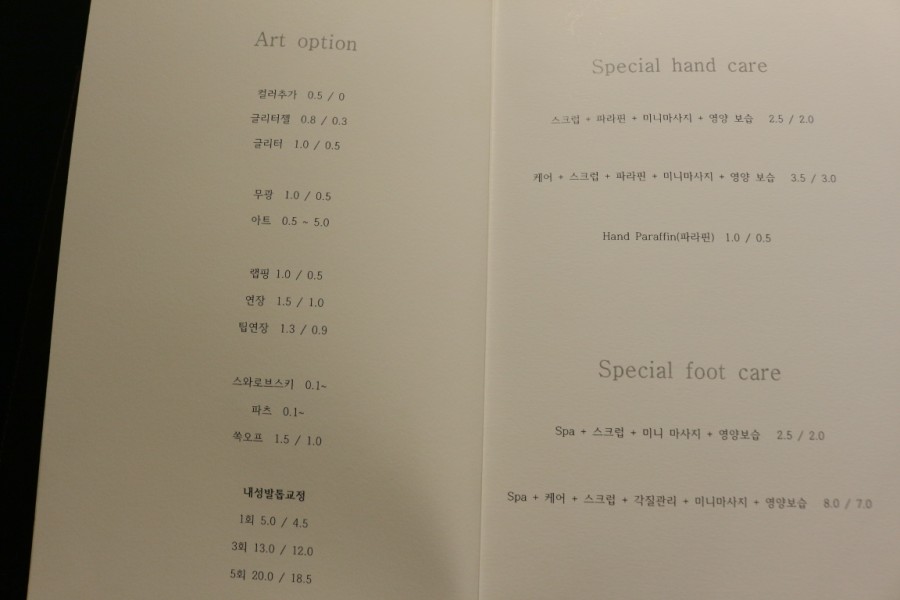 Art option
컬러추가 0.5 / 0
글리터젤 0.8 / 0.3
글리터 1.0 / 0.5
무광 1.0 / 0.5
아트 0.5 ~ 5.0
랩핑 1.0 / 0.5
연장 1.5 / 1.0
팁연장 1.3 / 0.9
스와로브스키 0.1~
파츠 0.1~
쏙오프 1.5 / 1.0
내성발톱교정
1회 5.0 / 4.5
3회 13.0 / 12.0
5회 20.0 / 18.5
Special hand care
스크럽 + 파라핀 + 미니마사지 + 영양 보습 2.5 / 2.0
케어 + 스크럽 + 파라핀 + 미니마사지 + 영양 보습 3.5 / 3.0
Hand Paraffin(파라핀) 1.0 / 0.5
Special foot care
Spa + 스크럽 + 미니 마사지 + 영양보습 2.5 / 2.0
Spa + 케어 + 스크럽 + 각질관리 + 미니마사지 + 영양보습 8.0 / 7.0